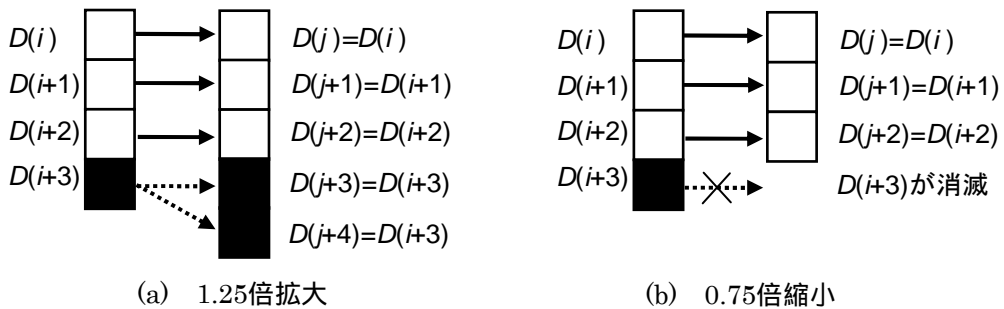 D(i)
D(i+1)
D(i+2)
D(i+3)
D(j)=D(i)
D(j+1)=D(i+1)
D(j+2)=D(i+2)
D(j+3)=D(i+3)
D(j+4)=D(i+3)
(a) 1.25倍拡大
D(i)
D(i+1)
D(i+2)
D(i+3)
D(j)=D(i)
D(j+1)=D(i+1)
D(j+2)=D(i+2)
D(i+3)が消滅
(b) 0.75倍縮小